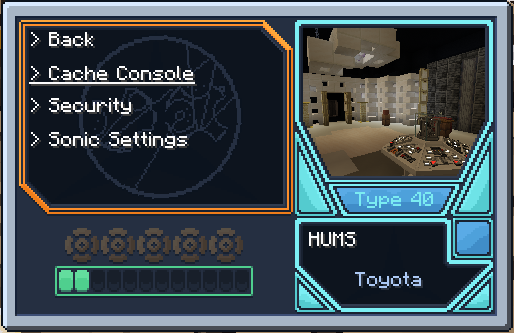 > Back
> Cache Console
> Security
> Sonic Settings
Type 40
HUMS
Toyota